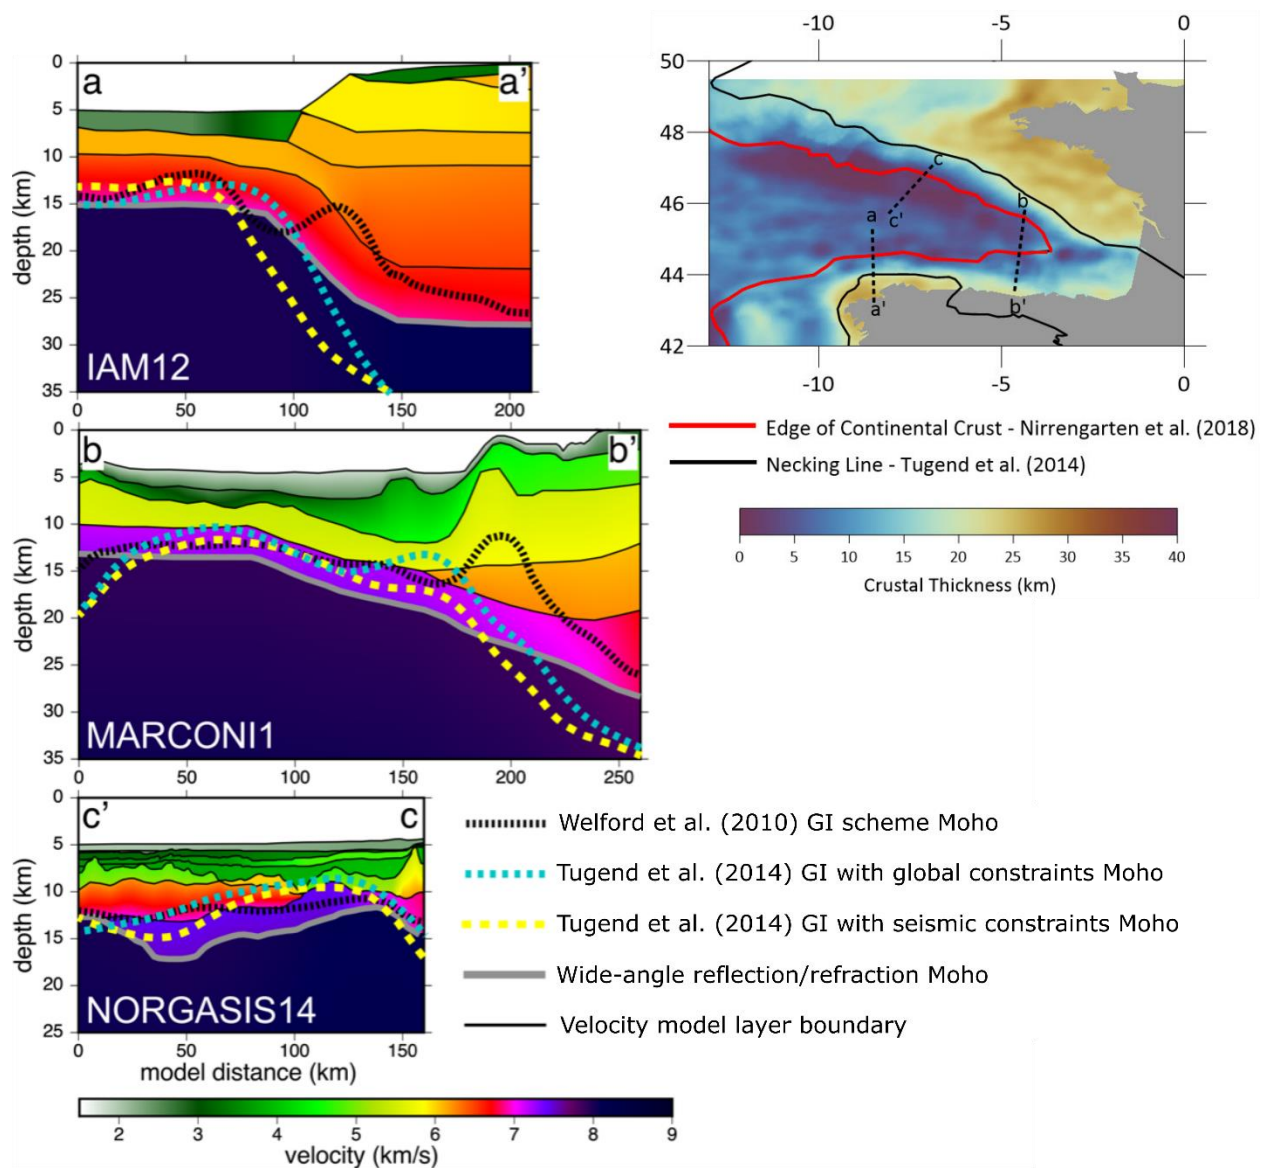 a
a'
0
5
10
15
20
25
30
35
depth (km)
IAM12
0
50
100
150
200
b
b'
0
5
10
15
20
25
30
35
depth (km)
MARCONI1
0
50
100
150
200
250
c'
c
0
5
10
15
20
25
depth (km)
NORGASIS14
0
50
100
150
model distance (km)
2
3
4
5
6
7
8
9
velocity (km/s)
-10
-5
0
50
48
46
44
42
c
a
b
c'
a'
b'
-10
-5
0
Edge of Continental Crust - Nirrengarten et al. (2018)
Necking Line - Tugend et al. (2014)
0
5
10
15
20
25
30
35
40
Crustal Thickness (km)
Welford et al. (2010) GI scheme Moho
Tugend et al. (2014) GI with global constraints Moho
Tugend et al. (2014) GI with seismic constraints Moho
Wide-angle reflection/refraction Moho
Velocity model layer boundary